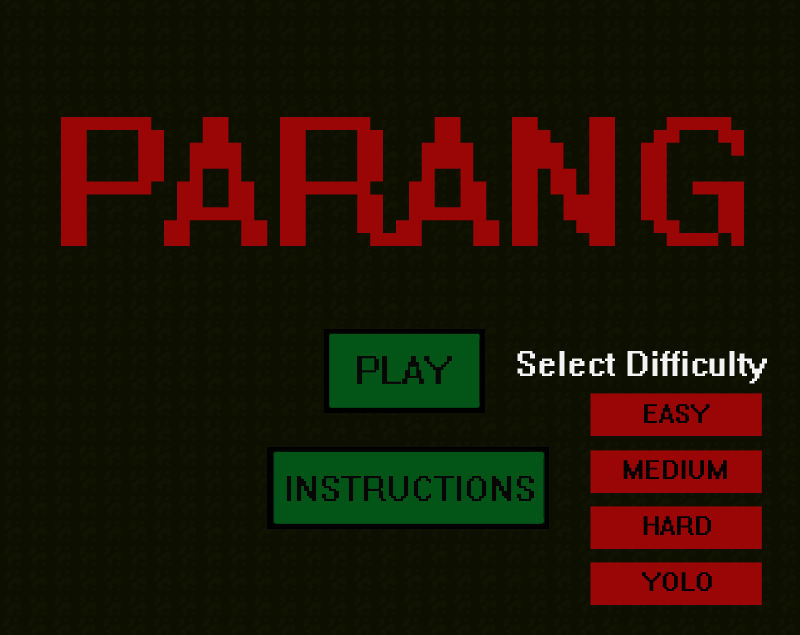 PARANG
PLAY
INSTRUCTIONS
Select Difficulty
EASY
MEDIUM
HARD
YOLO